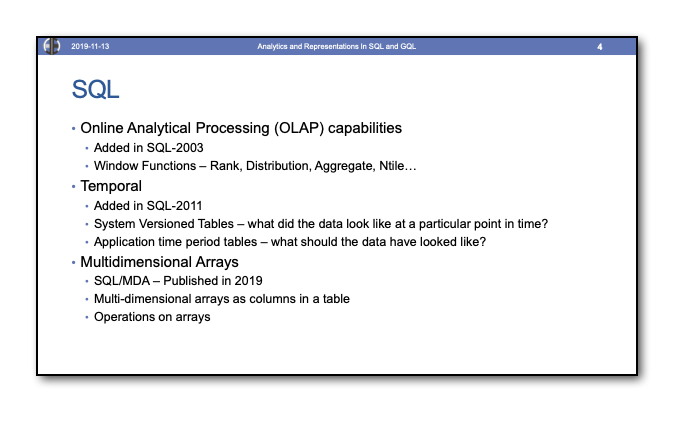 2019-11-13 Analytics and Representations in SQL and GQL 4
SQL
• Online Analytical Processing (OLAP) capabilities
• Added in SQL-2003
• Window Functions – Rank, Distribution, Aggregate, Ntile…
• Temporal
• Added in SQL-2011
• System Versioned Tables – what did the data look like at a particular point in time?
• Application time period tables – what should the data have looked like?
• Multidimensional Arrays
• SQL/MDA – Published in 2019
• Multi-dimensional arrays as columns in a table
• Operations on arrays